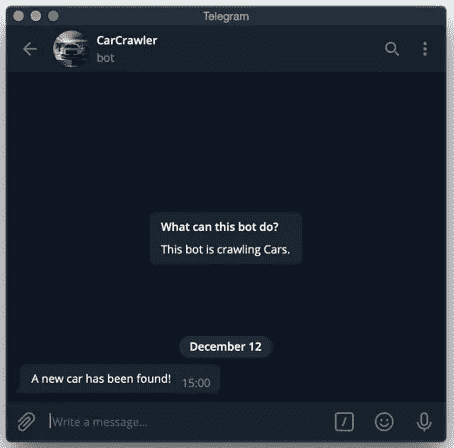 Telegram
CarCrawler
bot
What can this bot do?
This bot is crawling Cars.
December 12
A new car has been found! 15:00
Write a message...